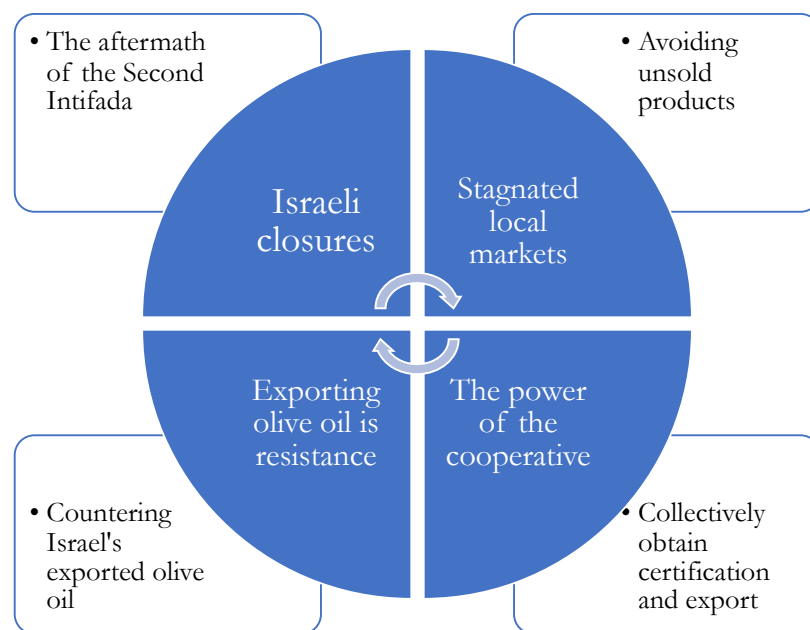 • The aftermath
of the Second
Intifada
• Avoiding
unsold
products
Israeli
closures
Stagnated
local
markets
Exporting
olive oil is
resistance
The power
of the
cooperative
• Countering
Israel's
exported olive
oil
• Collectively
obtain
certification
and export